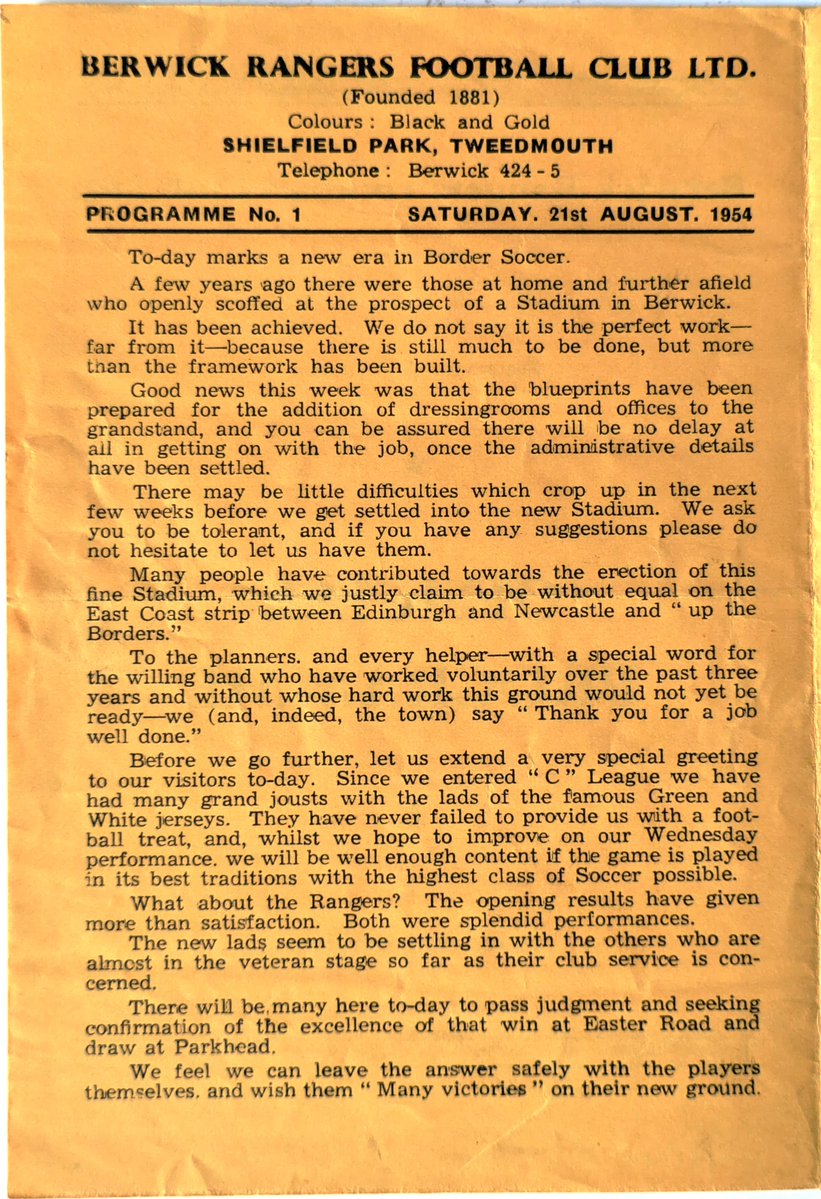 BERWICK RANGERS FOOTBALL CLUB LTD.
(Founded 1881)
Colours : Black and Gold
SHIELFIELD PARK, TWEEDMOUTH
Telephone : Berwick 424 - 5
PROGRAMME No. 1 SATURDAY. 21st AUGUST. 1954
To-day marks a new era in Border Soccer.
A few years ago there were those at home and further afield
who openly scoffed at the prospect of a Stadium in Berwick.
It has been achieved. We do not say it is the perfect work—
far from it—because there is still much to be done, but more
than the framework has been built.
Good news this week was that the blueprints have been
prepared for the addition of dressingrooms and offices to the
grandstand, and you can be assured there will be no delay at
all in getting on with the job, once the administrative details
have been settled.
There may be little difficulties which crop up in the next
few weeks before we get settled into the new Stadium. We ask
you to be tolerant, and if you have any suggestions please do
not hesitate to let us have them.
Many people have contributed towards the erection of this
fine Stadium, which we justly claim to be without equal on the
East Coast strip between Edinburgh and Newcastle and " up the
Borders."
To the planners. and every helper—with a special word for
the willing band who have worked voluntarily over the past three
years and without whose hard work this ground would not yet be
ready—we (and, indeed, the town) say " Thank you for a job
well done."
Before we go further, let us extend a very special greeting
to our visitors to-day. Since we entered " C " League we have
had many grand jousts with the lads of the famous Green and
White jerseys. They have never failed to provide us with a foot-
ball treat, and, whilst we hope to improve on our Wednesday
performance. we will be well enough content if the game is played
in its best traditions with the highest class of Soccer possible.
What about the Rangers? The opening results have given
more than satisfaction. Both were splendid performances.
The new lads seem to be settling in with the others who are
almost in the veteran stage so far as their club service is con-
cerned.
There will be many here to-day to pass judgment and seeking
confirmation of the excellence of that win at Easter Road and
draw at Parkhead.
We feel we can leave the answer safely with the players
themselves. and wish them " Many victories " on their new ground.